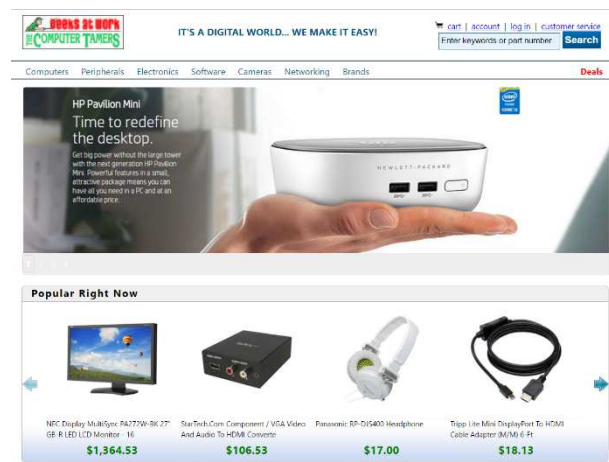 Geeks at Work
THE COMPUTER TAMERS
IT'S A DIGITAL WORLD... WE MAKE IT EASY!
cart | account | log in | customer service
Enter keywords or part number Search
Computers Peripherals Electronics Software Cameras Networking Brands Deals
HP Pavilion Mini
Time to redefine
the desktop.
Get big power without the large tower
with the next generation HP Pavilion
Mini. Powerful features in a small,
attractive package means you can
have all you need in a PC and at an
affordable price.
intel
HEWLETT-PACKARD
Popular Right Now
NEC Display MultiSync PA272W-BK 27"
GB-R LED LCD Monitor - 16
$1,364.53
StarTech.Com Component / VGA Video
And Audio To HDMI Converte
$106.53
Panasonic RP-DJS400 Headphone
$17.00
Tripp Lite Mini DisplayPort To HDMI
Cable Adapter (M/M) 6-Ft
$18.13